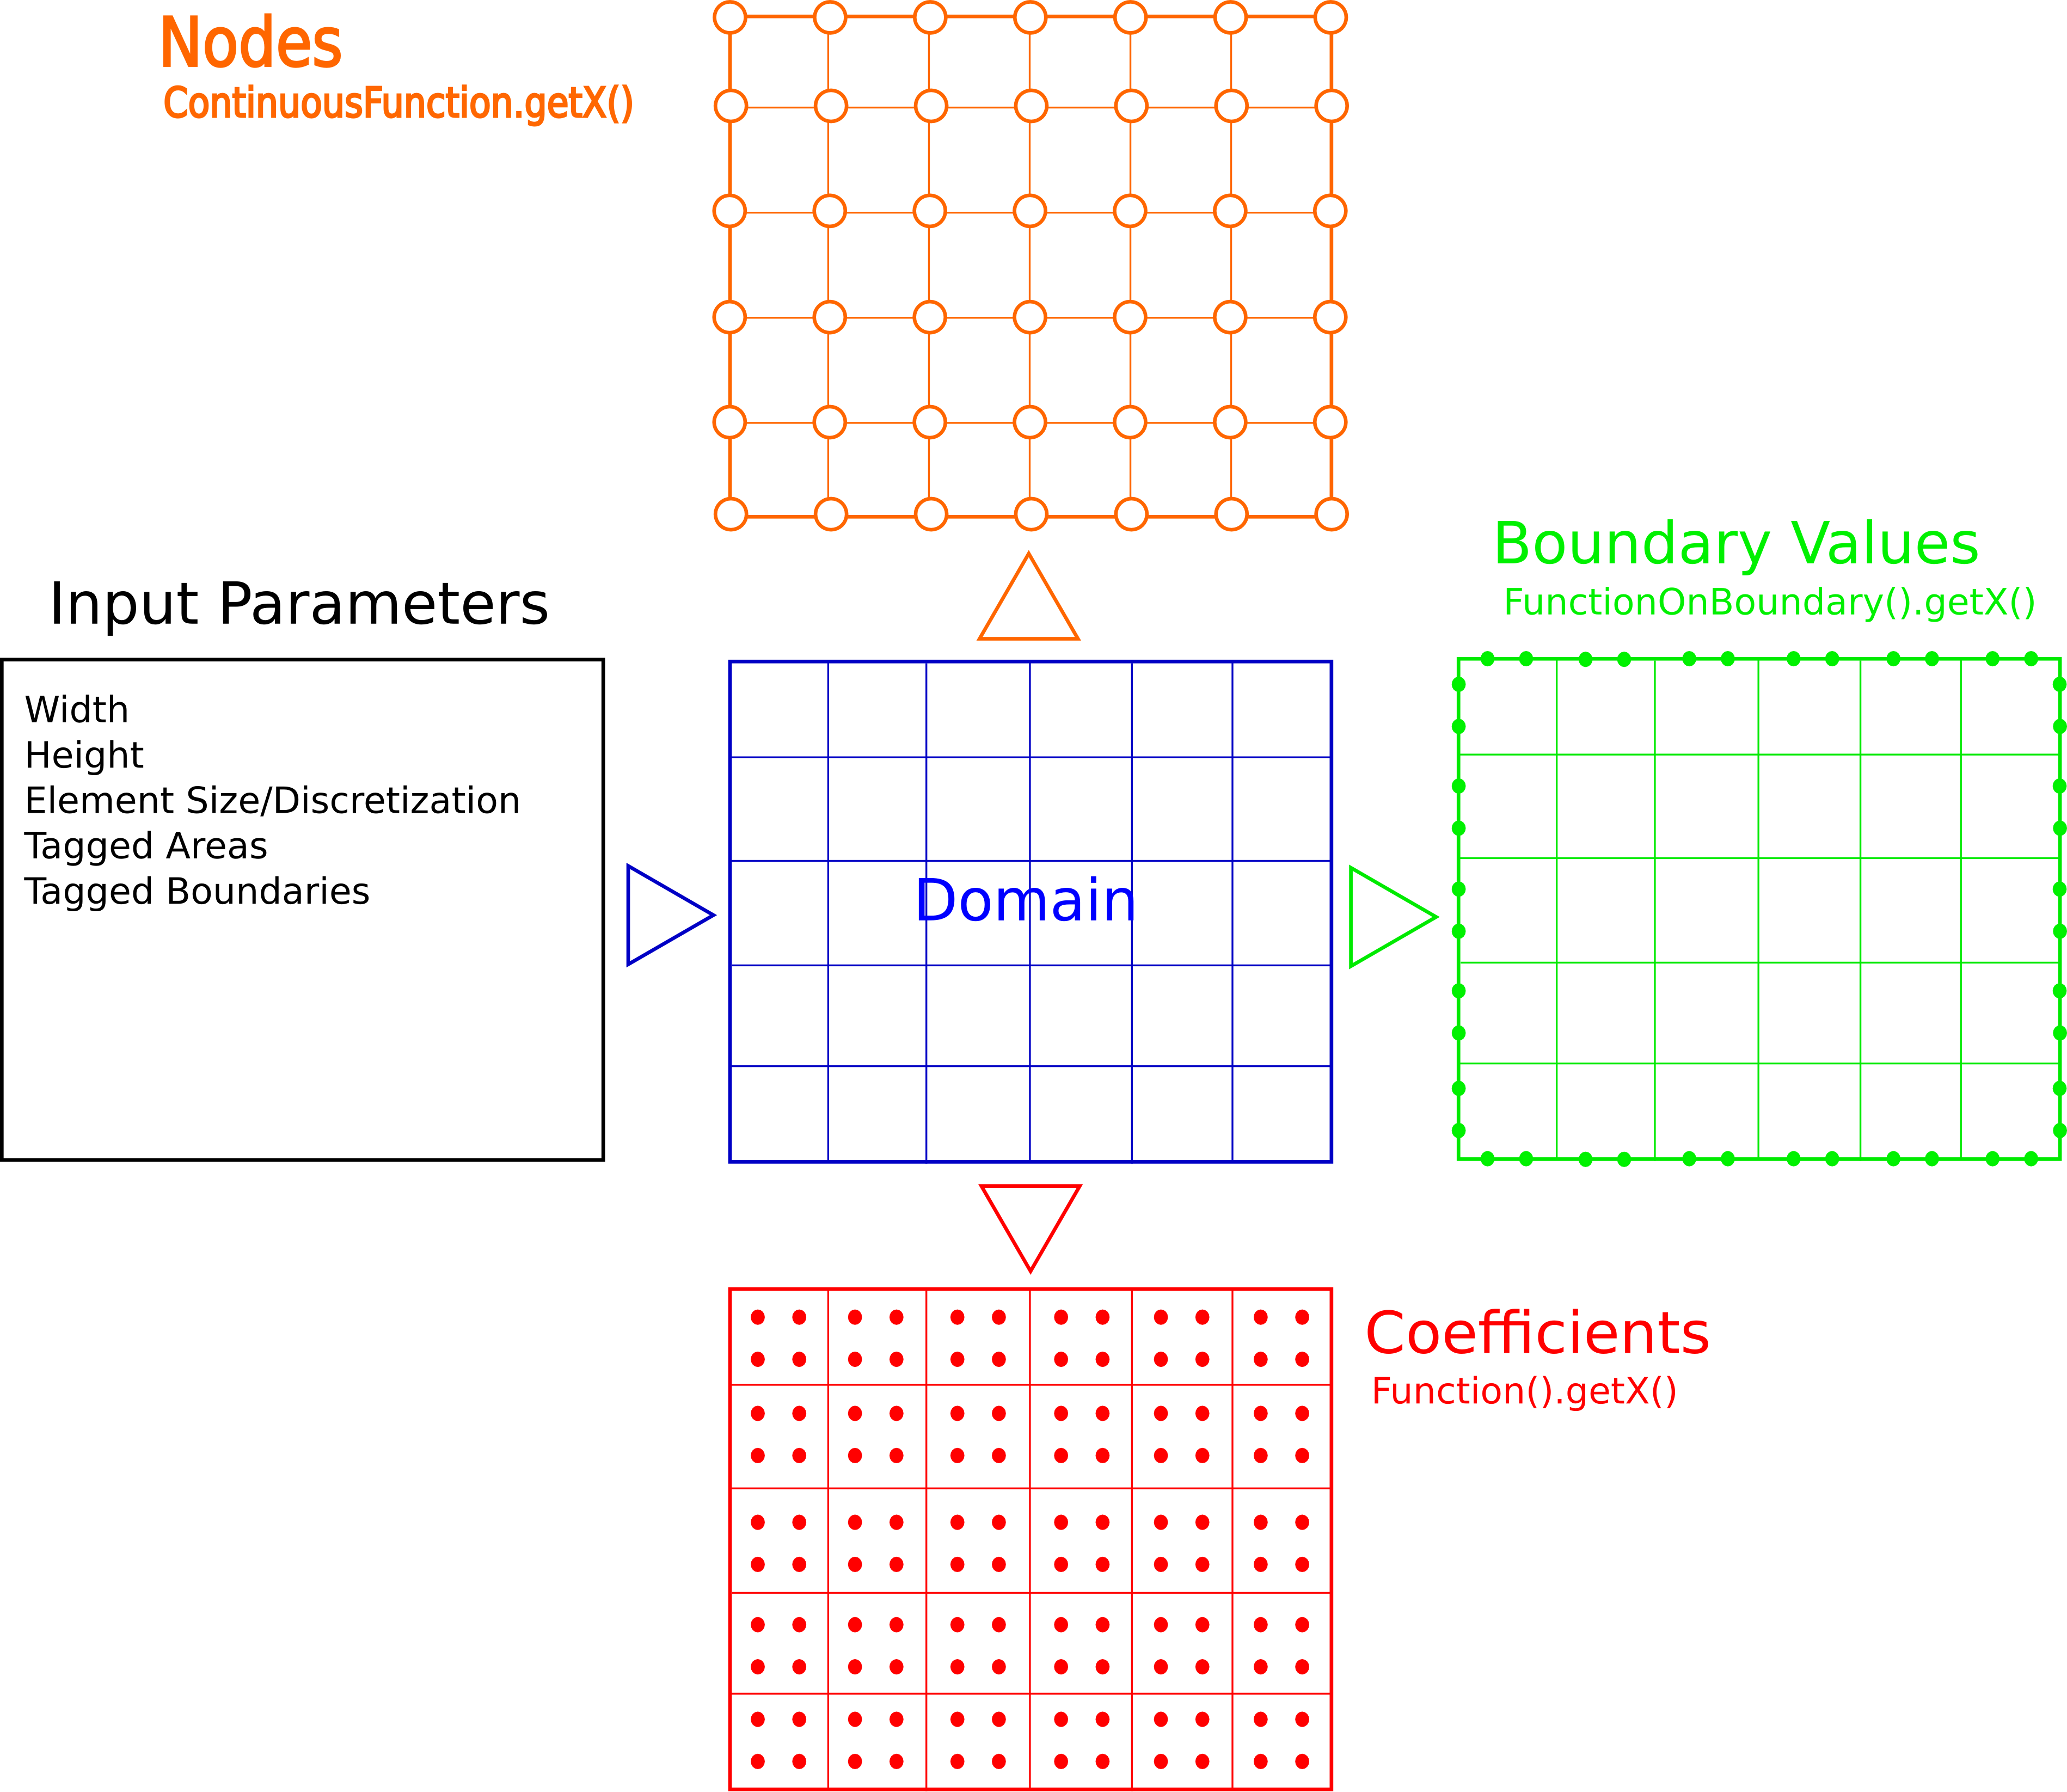 Nodes
ContinuousFunction.getX()
Boundary Values
FunctionOnBoundary().getX()
Input Parameters
Width
Height
Element Size/Discretization
Tagged Areas
Tagged Boundaries
Domain
Coefficients
Function().getX()